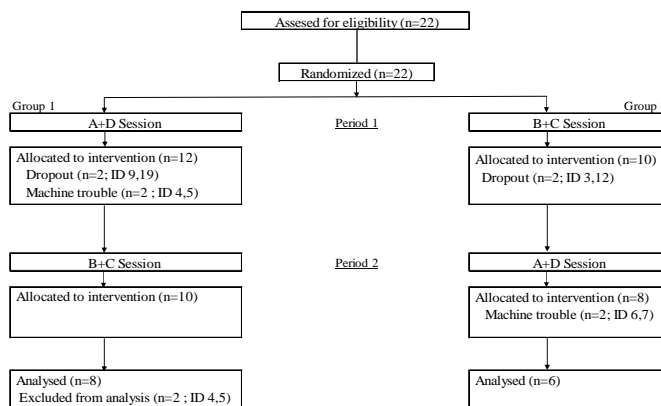 Assesed for eligibility (n=22)
Randomized (n=22)
Group 1
Group
A+D Session
Period 1
B+C Session
Allocated to intervention (n=12)
Dropout (n=2; ID 9,19)
Machine trouble (n=2 ; ID 4,5)
Allocated to intervention (n=10)
Dropout (n=2; ID 3,12)
B+C Session
Period 2
A+D Session
Allocated to intervention (n=10)
Allocated to intervention (n=8)
Machine trouble (n=2; ID 6,7)
Analysed (n=8)
Excluded from analysis (n=2 ; ID 4,5)
Analysed (n=6)